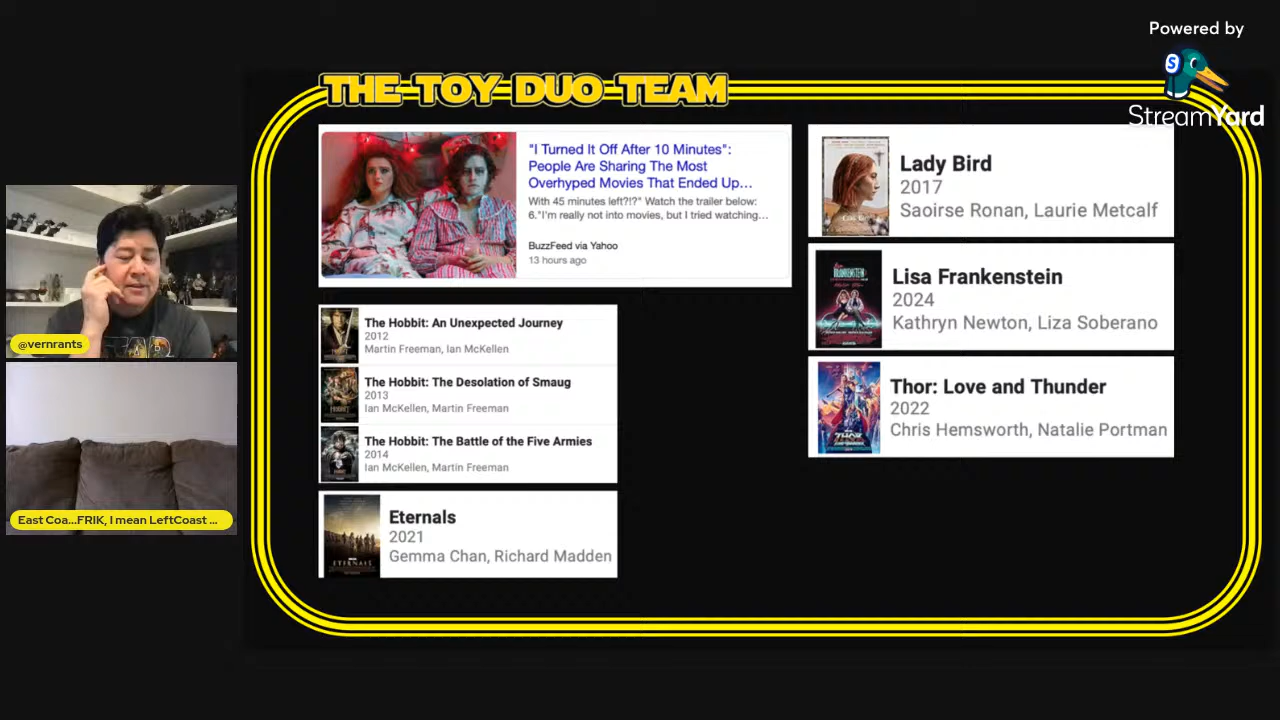 Powered by
StreamYard
THE TOY DUO TEAM
"I Turned It Off After 10 Minutes":
People Are Sharing The Most
Overhyped Movies That Ended Up...
With 45 minutes left?!?" Watch the trailer below:
6."I'm really not into movies, but I tried watching...
BuzzFeed via Yahoo
13 hours ago
The Hobbit: An Unexpected Journey
2012
Martin Freeman, Ian McKellen
The Hobbit: The Desolation of Smaug
2013
Ian McKellen, Martin Freeman
The Hobbit: The Battle of the Five Armies
2014
Ian McKellen, Martin Freeman
Eternals
2021
Gemma Chan, Richard Madden
ETERNALS
Lady Bird
2017
Saoirse Ronan, Laurie Metcalf
Lisa Frankenstein
2024
Kathryn Newton, Liza Soberano
Thor: Love and Thunder
2022
Chris Hemsworth, Natalie Portman
THOR
@vernrants
East Coa...FRIK, I mean LeftCoast ...